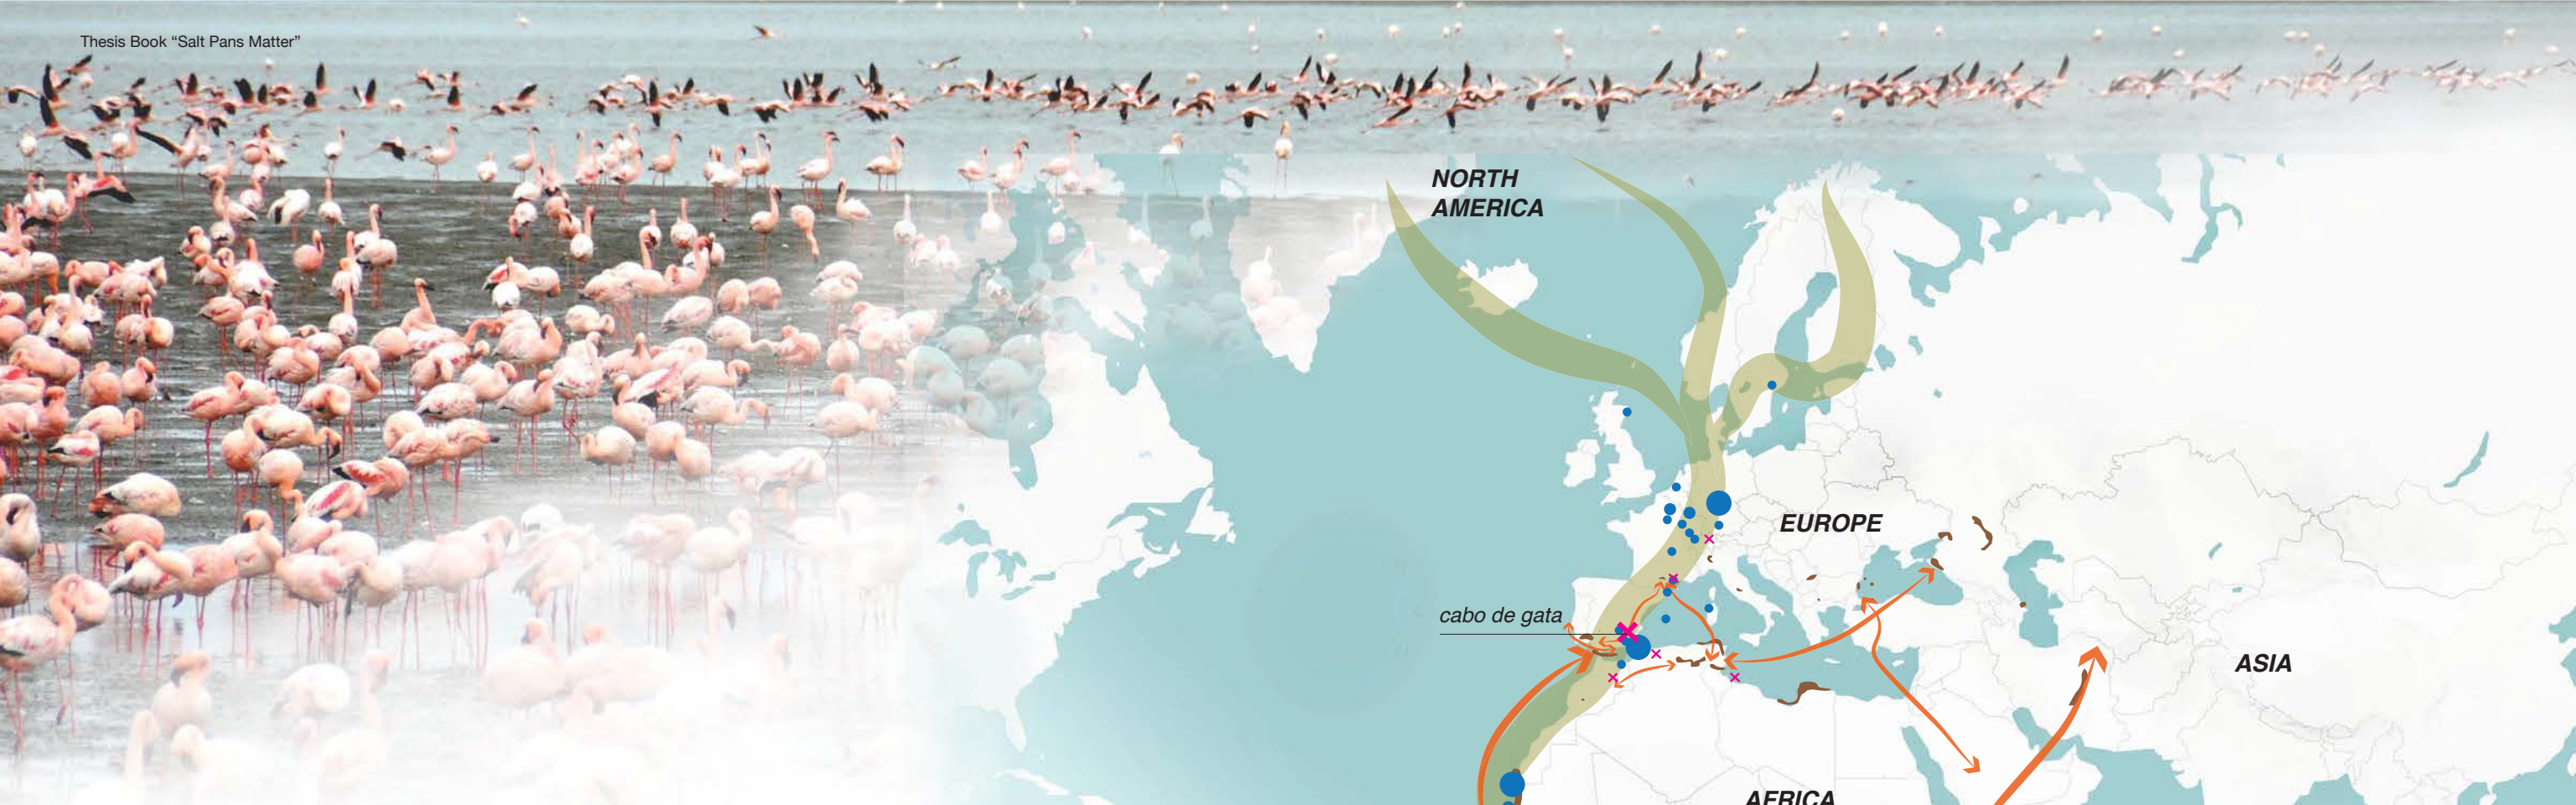 Thesis Book “Salt Pans Matter”
NORTH
AMERICA
EUROPE
cabo de gata
ASIA
AFRICA